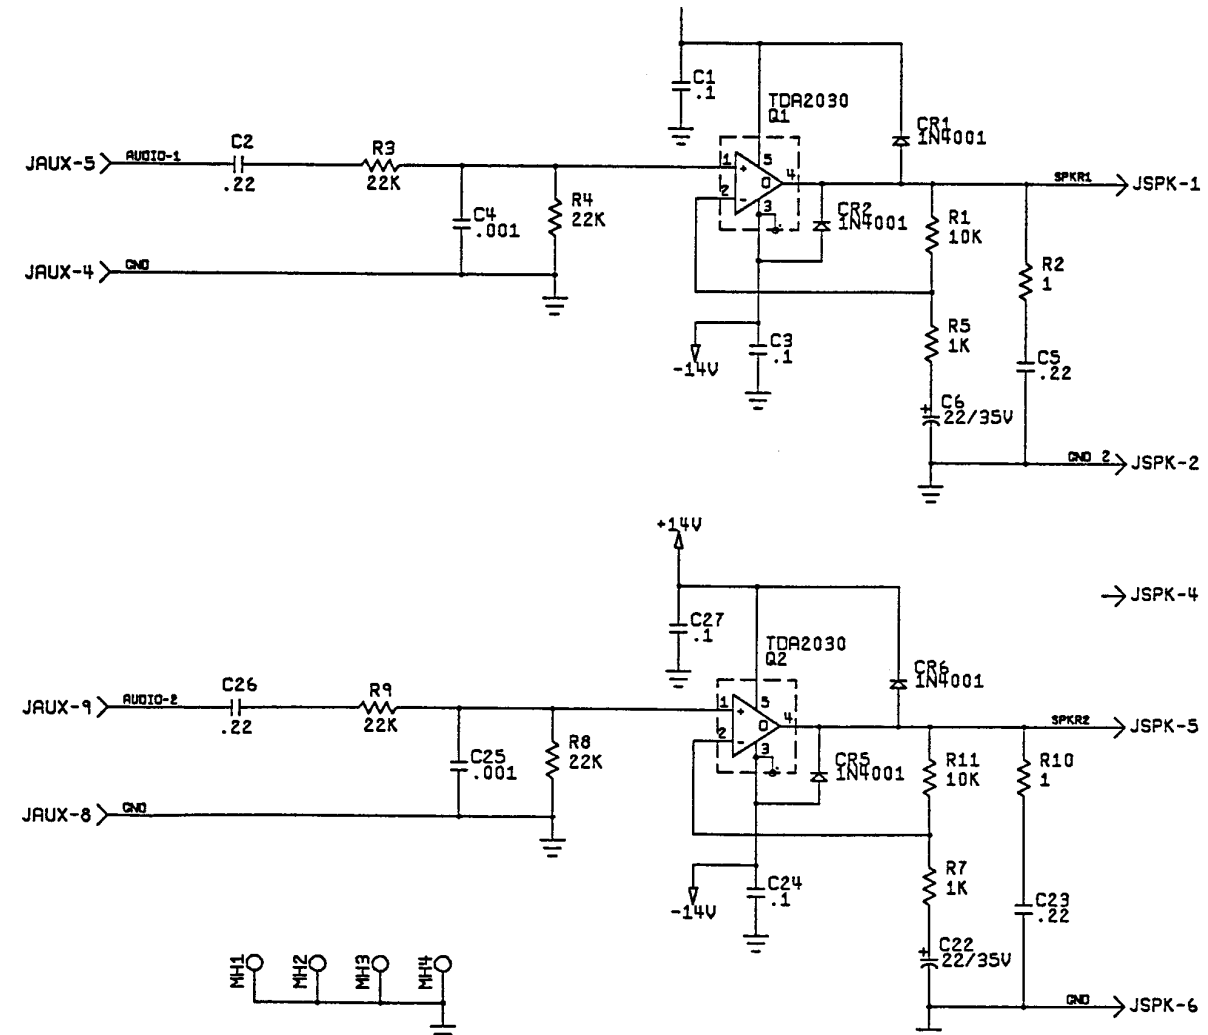 C1
.1
TDA2030
Q1
CR1
1N4001
JAUX-5
AUDIO-1
C2
.22
R3
22K
1
5
+
0
4
2
-
3
SPKR1
JSPK-1
C4
.001
R4
22K
CR2
1N4001
R1
10K
JAUX-4
GND
R2
1
R5
1K
-14V
C3
.1
C5
.22
+
C6
22/35V
GND 2
JSPK-2
+14V
JSPK-4
C27
.1
TDA2030
Q2
CR6
1N4001
JAUX-9
AUDIO-2
C26
.22
R9
22K
1
5
+
0
4
2
-
3
SPKR2
JSPK-5
C25
.001
R8
22K
CR5
1N4001
R11
10K
R10
1
JAUX-8
GND
R7
1K
-14V
C24
.1
C23
.22
+
C22
22/35V
MH1
MH2
MH3
MH4
GND
JSPK-6